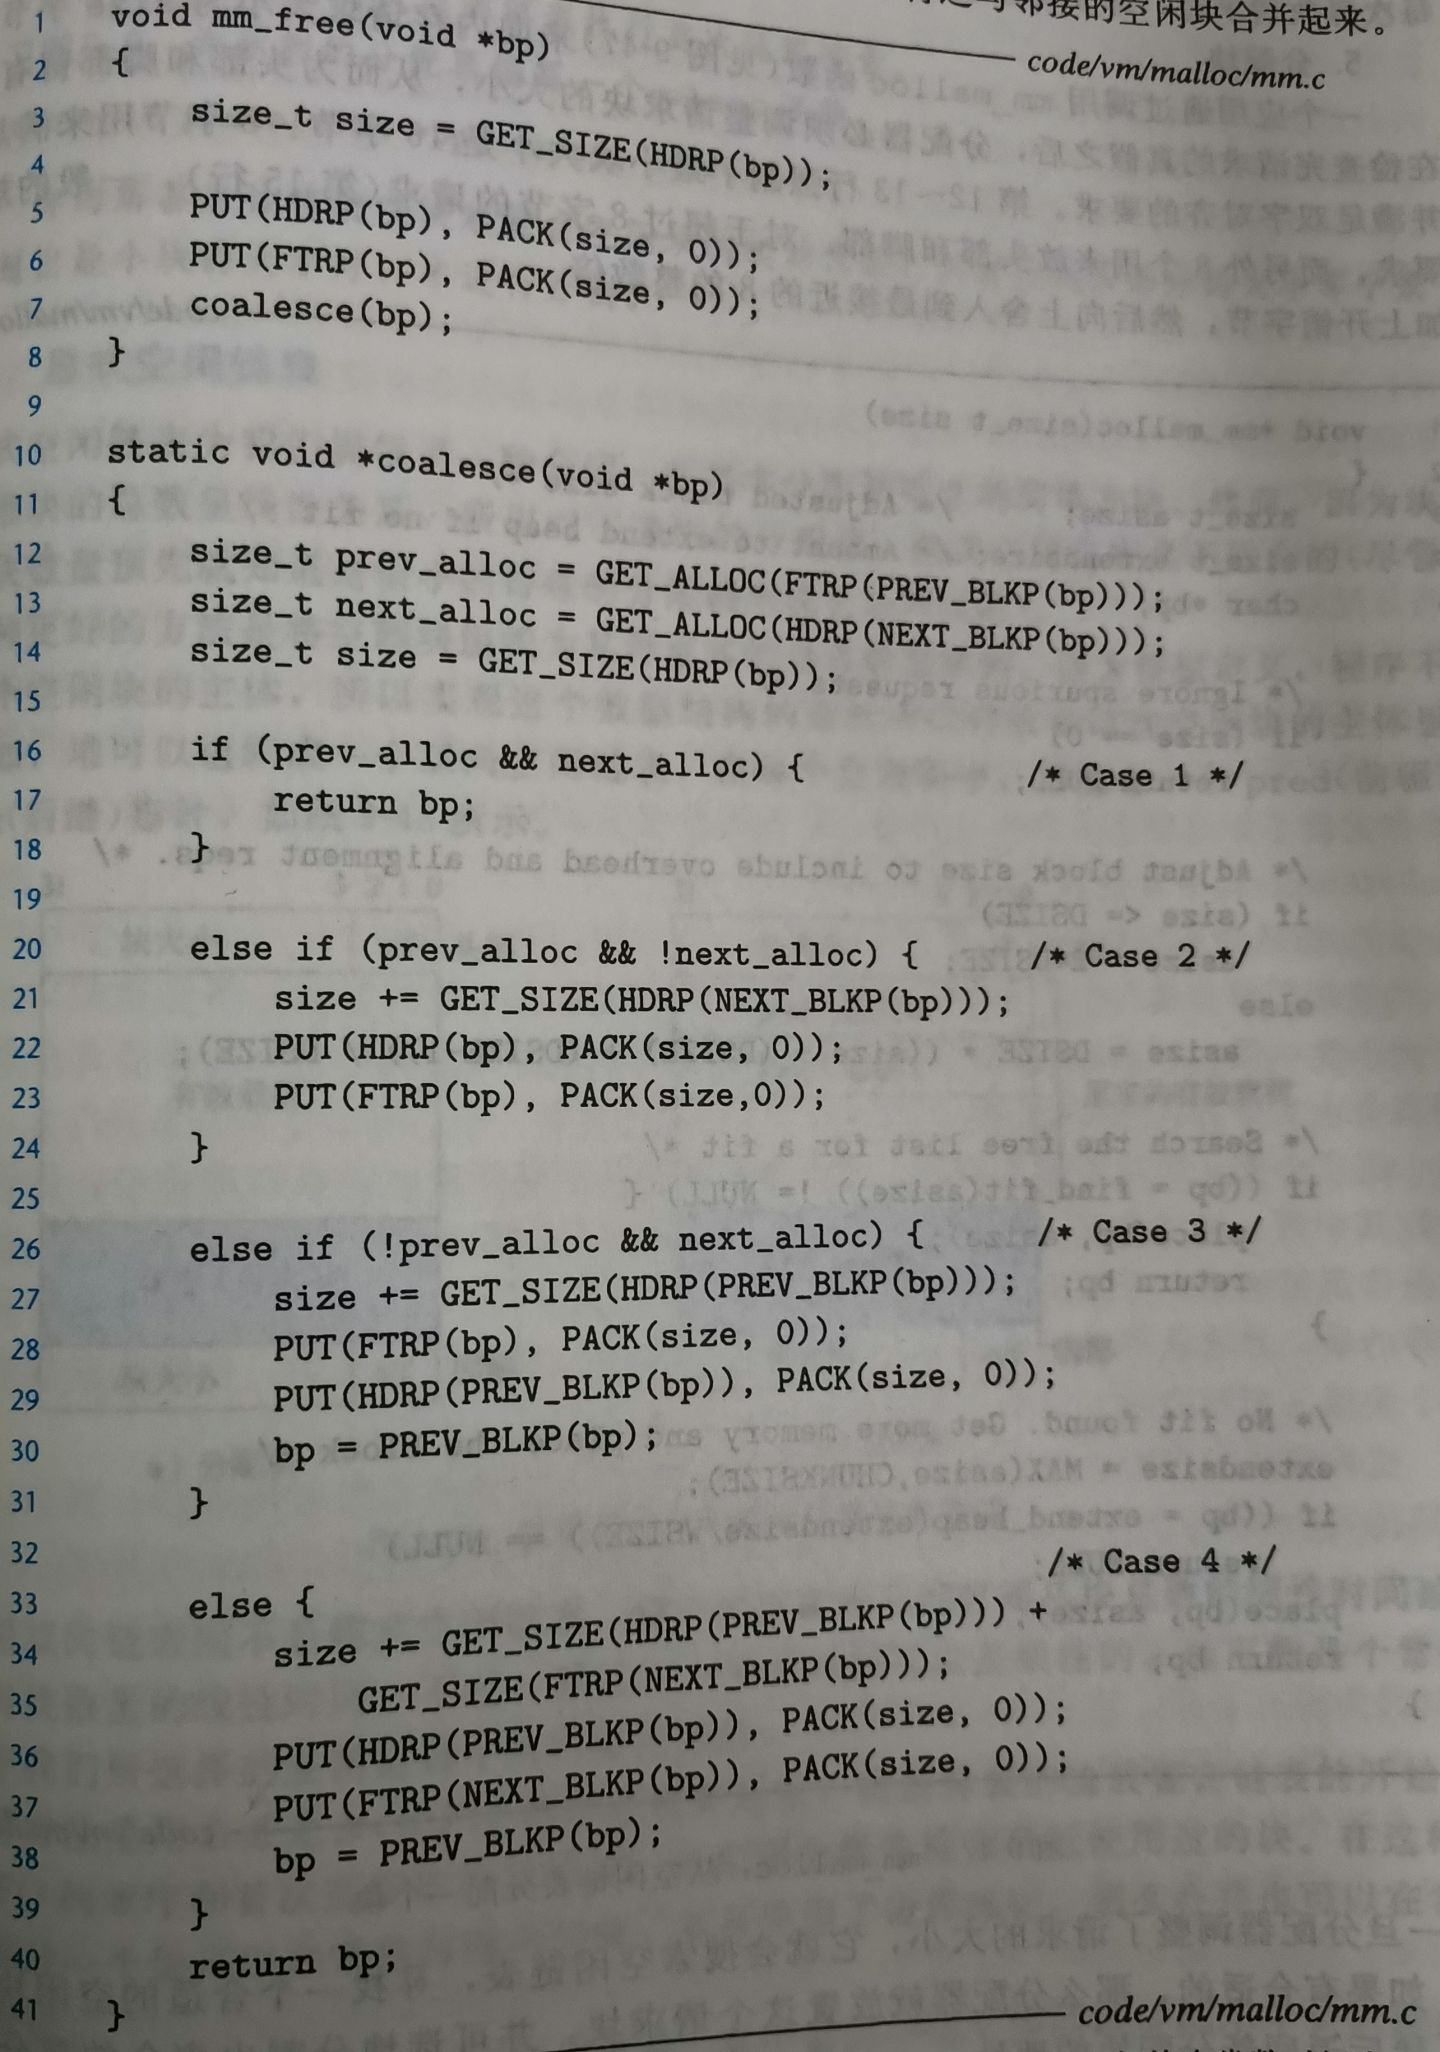 邻接的空闲块合并起来。
code/vm/malloc/mm.c
1 void mm_free(void *bp)
2 {
3 size_t size = GET_SIZE(HDRP(bp));
4
5 PUT(HDRP(bp), PACK(size, 0));
6 PUT(FTRP(bp), PACK(size, 0));
7 coalesce(bp);
8 }
9
10 static void *coalesce(void *bp)
11 {
12 size_t prev_alloc = GET_ALLOC(FTRP(PREV_BLKP(bp)));
13 size_t next_alloc = GET_ALLOC(HDRP(NEXT_BLKP(bp)));
14 size_t size = GET_SIZE(HDRP(bp));
15
16 if (prev_alloc && next_alloc) { /* Case 1 */
17 return bp;
18 }
19
20 else if (prev_alloc && !next_alloc) { /* Case 2 */
21 size += GET_SIZE(HDRP(NEXT_BLKP(bp)));
22 PUT(HDRP(bp), PACK(size, 0));
23 PUT(FTRP(bp), PACK(size,0));
24 }
25
26 else if (!prev_alloc && next_alloc) { /* Case 3 */
27 size += GET_SIZE(HDRP(PREV_BLKP(bp)));
28 PUT(FTRP(bp), PACK(size, 0));
29 PUT(HDRP(PREV_BLKP(bp)), PACK(size, 0));
30 bp = PREV_BLKP(bp);
31 }
32
33 else { /* Case 4 */
34 size += GET_SIZE(HDRP(PREV_BLKP(bp))) +
35 GET_SIZE(FTRP(NEXT_BLKP(bp)));
36 PUT(HDRP(PREV_BLKP(bp)), PACK(size, 0));
37 PUT(FTRP(NEXT_BLKP(bp)), PACK(size, 0));
38 bp = PREV_BLKP(bp);
39 }
40 return bp;
41 }
code/vm/malloc/mm.c